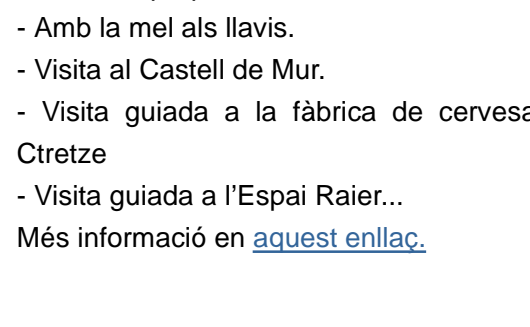 - Amb la mel als llavis.
- Visita al Castell de Mur.
- Visita guiada a la fàbrica de cervesa
Ctretze
- Visita guiada a l’Espai Raier...
Més informació en aquest enllaç.